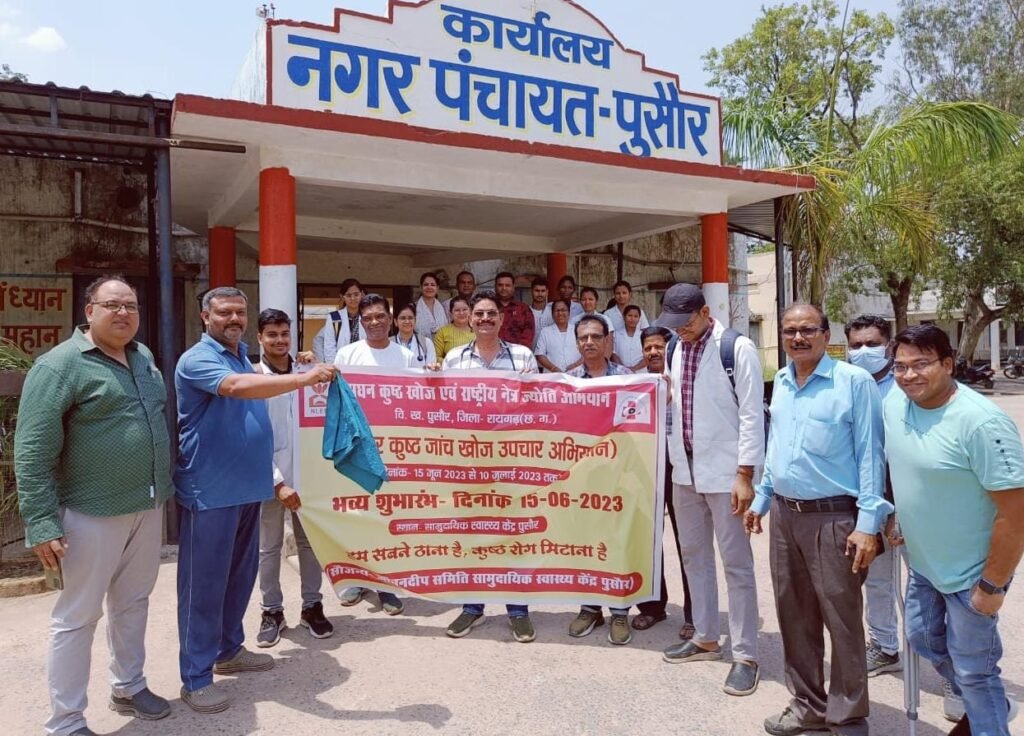 कार्यालय
नगर पंचायत-पुसौर
ध्यान
महान
सघन कुष्ठ खोज एवं राष्ट्रीय नेत्र ज्योति अभियान
वि. ख. पुसौर, जिला- रायगढ़ (छ. ग.)
कुष्ठ जांच खोज उपचार अभियान)
दिनांक- 15 जून 2023 से 10 जुलाई 2023 तक
भव्य शुभारंभ- दिनांक 15-06-2023
स्थान- सामुदायिक स्वास्थ्य केंद्र पुसौर
हम सबने ठाना है, कुष्ठ रोग मिटाना है
समिति सामुदायिक स्वास्थ्य केंद्र पुसौर)